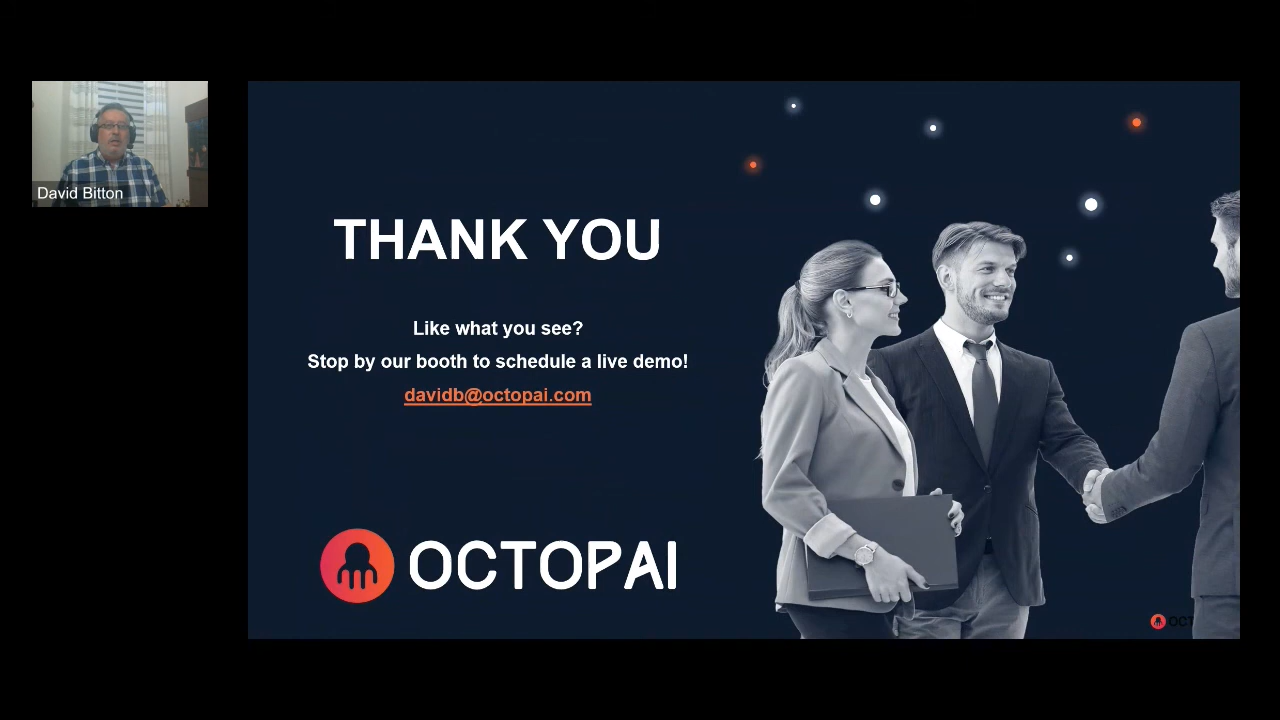 David Bitton
THANK YOU
Like what you see?
Stop by our booth to schedule a live demo!
davidb@octopai.com
OCTOPAI
OCT